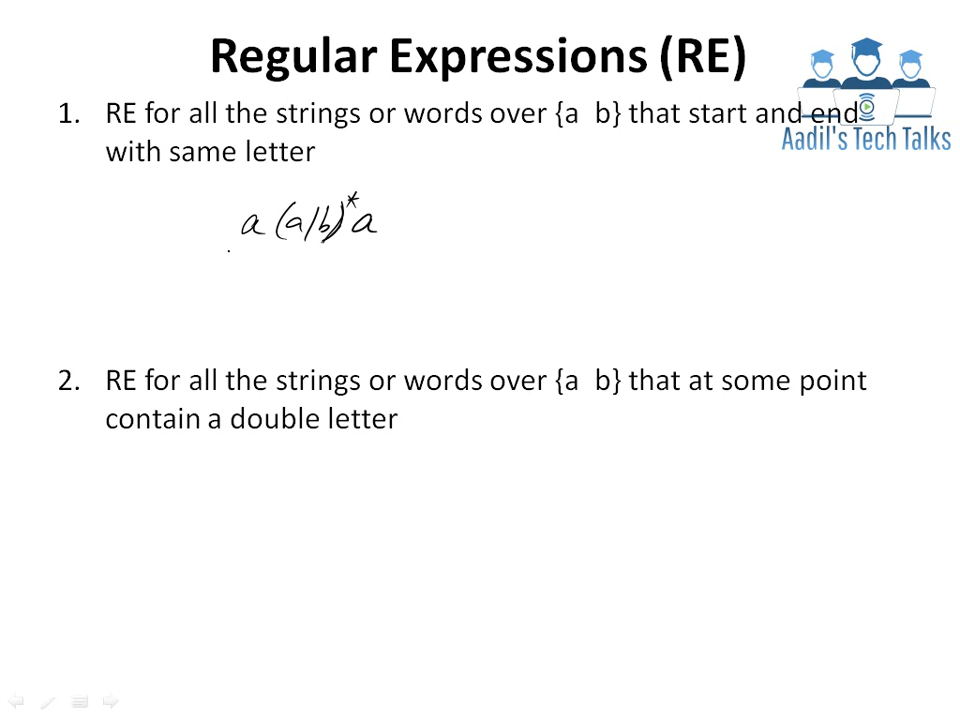 Regular Expressions (RE)
Aadil's Tech Talks
1. RE for all the strings or words over {a b} that start and end
with same letter
a (a/b)* a
2. RE for all the strings or words over {a b} that at some point
contain a double letter